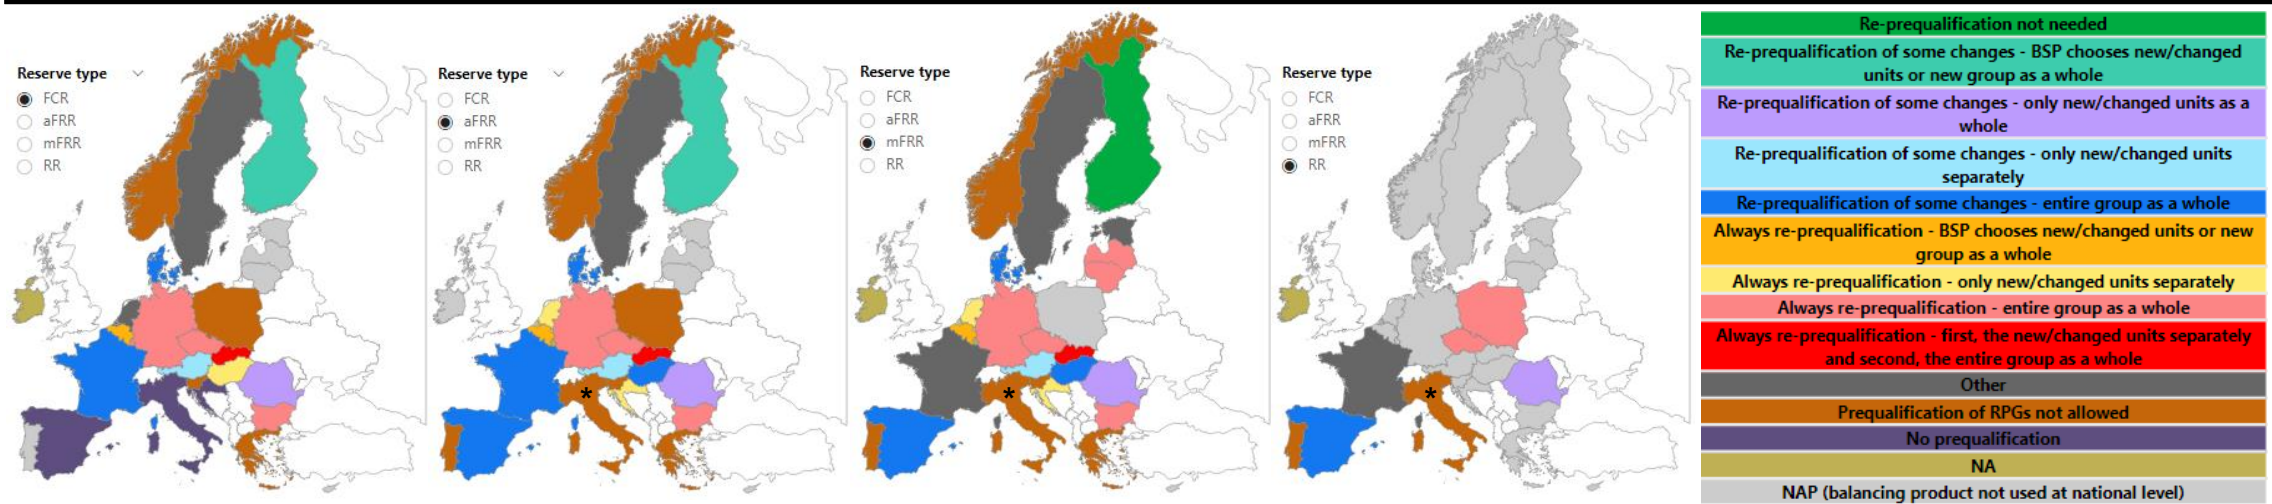 Reserve type
FCR
aFRR
mFRR
RR
Reserve type
FCR
aFRR
mFRR
RR
*
Reserve type
FCR
aFRR
mFRR
RR
*
Reserve type
FCR
aFRR
mFRR
RR
*
Re-prequalification not needed
Re-prequalification of some changes - BSP chooses new/changed
units or new group as a whole
Re-prequalification of some changes - only new/changed units as a
whole
Re-prequalification of some changes - only new/changed units
separately
Re-prequalification of some changes - entire group as a whole
Always re-prequalification - BSP chooses new/changed units or new
group as a whole
Always re-prequalification - only new/changed units separately
Always re-prequalification - entire group as a whole
Always re-prequalification - first, the new/changed units separately
and second, the entire group as a whole
Other
Prequalification of RPGs not allowed
No prequalification
NA
NAP (balancing product not used at national level)